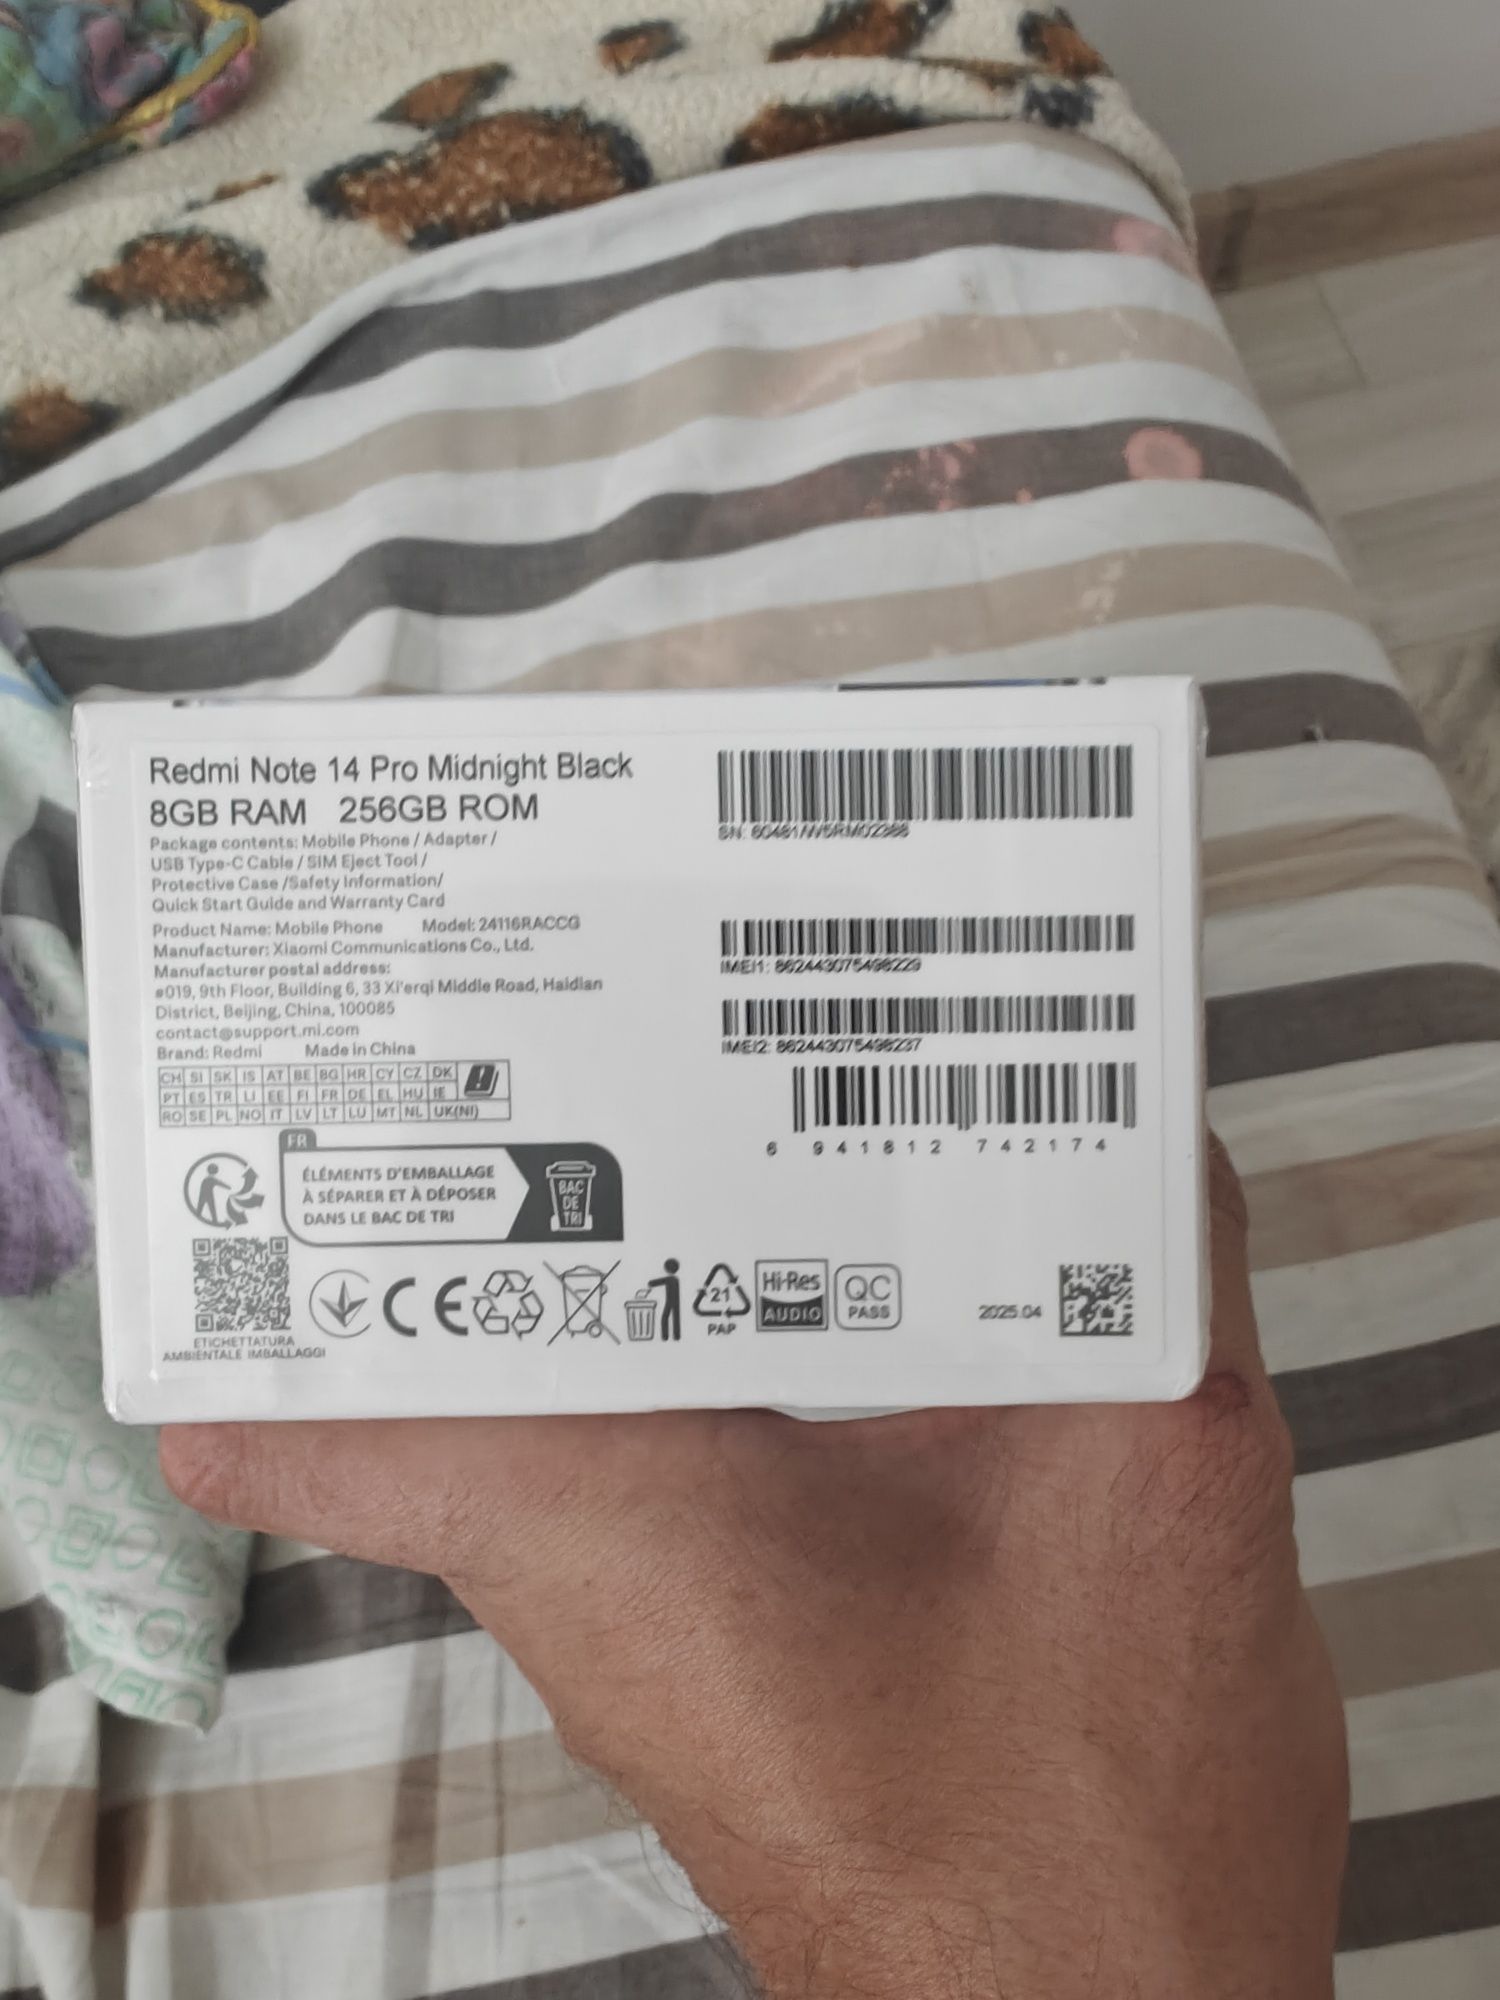 Redmi Note 14 Pro Midnight Black
8GB RAM 256GB ROM
Package contents: Mobile Phone / Adapter /
USB Type-C Cable / SIM Eject Tool /
Protective Case /Safety Information/
Quick Start Guide and Warranty Card
Product Name: Mobile Phone Model: 24116RACCG
Manufacturer: Xiaomi Communications Co., Ltd.
Manufacturer postal address:
#019, 9th Floor, Building 6, 33 Xi'erqi Middle Road, Haidian
District, Beijing, China, 100085
contact@support.mi.com
Brand: Redmi Made in China
CH SI SK IS AT BE BG HR CY CZ DK
PT ES TR LI EE FI FR DE EL HU IE
RO SE PL NO IT LV LT LU MT NL UK(NI)
SN:
IMEI1: 862443075498229
IMEI2: 862443075498237
6 941812 742174
FR
ÉLÉMENTS D'EMBALLAGE
À SÉPARER ET À DÉPOSER
DANS LE BAC DE TRI
BAC
DE
TRI
ETICHETTATURA
AMBIENTALE IMBALLAGGI
CE
21
PAP
Hi-Res
AUDIO
QC
PASS
2025.04